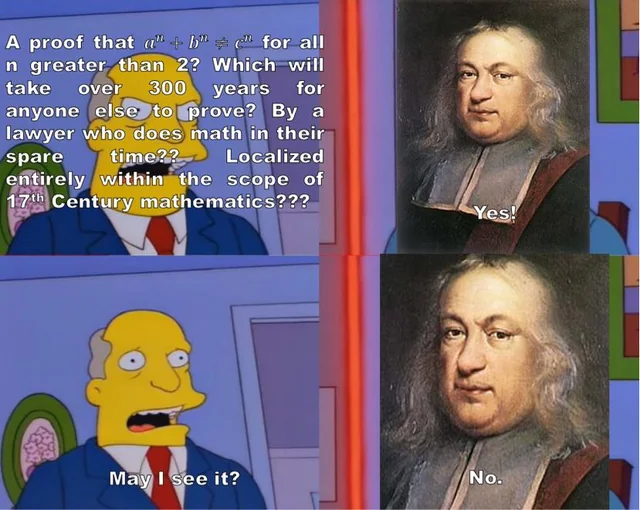 A proof that aⁿ + bⁿ ≠ cⁿ for all
n greater than 2? Which will
take over 300 years for
anyone else to prove? By a
lawyer who does math in their
spare time?? Localized
entirely within the scope of
17th Century mathematics???
Yes!
May I see it?
No.